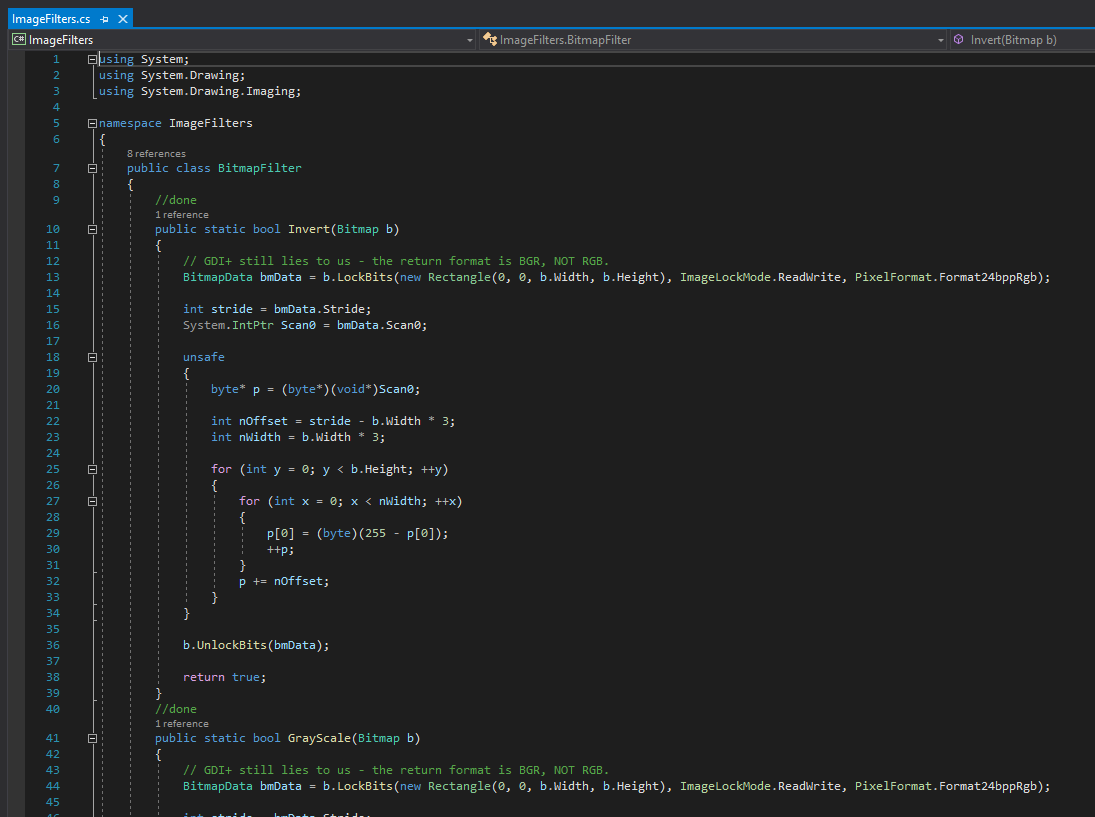 ImageFilters.cs
C# ImageFilters ImageFilters.BitmapFilter Invert(Bitmap b)
1 using System;
2 using System.Drawing;
3 using System.Drawing.Imaging;
4
5 namespace ImageFilters
6 {
8 references
7 public class BitmapFilter
8 {
9 //done
1 reference
10 public static bool Invert(Bitmap b)
11 {
12 // GDI+ still lies to us - the return format is BGR, NOT RGB.
13 BitmapData bmData = b.LockBits(new Rectangle(0, 0, b.Width, b.Height), ImageLockMode.ReadWrite, PixelFormat.Format24bppRgb);
14
15 int stride = bmData.Stride;
16 System.IntPtr Scan0 = bmData.Scan0;
17
18 unsafe
19 {
20 byte* p = (byte*)(void*)Scan0;
21
22 int nOffset = stride - b.Width * 3;
23 int nWidth = b.Width * 3;
24
25 for (int y = 0; y < b.Height; ++y)
26 {
27 for (int x = 0; x < nWidth; ++x)
28 {
29 p[0] = (byte)(255 - p[0]);
30 ++p;
31 }
32 p += nOffset;
33 }
34 }
35
36 b.UnlockBits(bmData);
37
38 return true;
39 }
40 //done
1 reference
41 public static bool GrayScale(Bitmap b)
42 {
43 // GDI+ still lies to us - the return format is BGR, NOT RGB.
44 BitmapData bmData = b.LockBits(new Rectangle(0, 0, b.Width, b.Height), ImageLockMode.ReadWrite, PixelFormat.Format24bppRgb);
45
46 int stride = bmData.Stride;